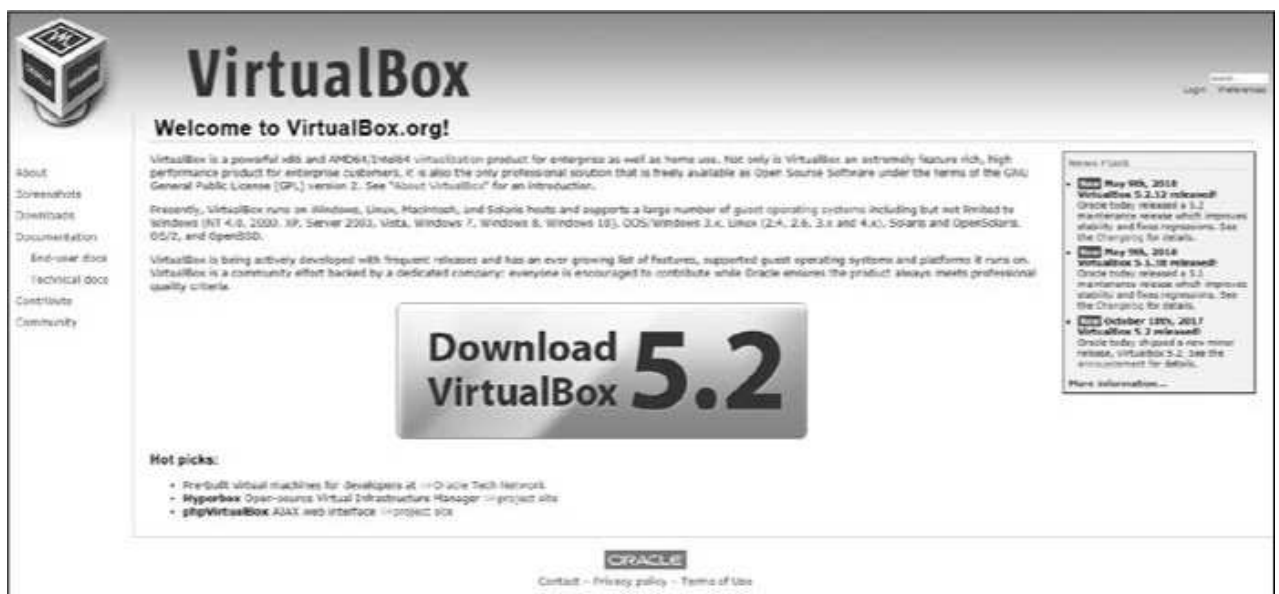 VirtualBox
ORACLE
Login Preferences
Welcome to VirtualBox.org!
VirtualBox is a powerful x86 and AMD64/Intel64 virtualization product for enterprise as well as home use. Not only is VirtualBox an extremely feature rich, high
performance product for enterprise customers, it is also the only professional solution that is freely available as Open Source Software under the terms of the GNU
General Public License (GPL) version 2. See "About VirtualBox" for an introduction.
Presently, VirtualBox runs on Windows, Linux, Macintosh, and Solaris hosts and supports a large number of guest operating systems including but not limited to
Windows (NT 4.0, 2000, XP, Server 2003, Vista, Windows 7, Windows 8, Windows 10), DOS/Windows 3.x, Linux (2.4, 2.6, 3.x and 4.x), Solaris and OpenSolaris,
OS/2, and OpenBSD.
VirtualBox is being actively developed with frequent releases and has an ever growing list of features, supported guest operating systems and platforms it runs on.
VirtualBox is a community effort backed by a dedicated company: everyone is encouraged to contribute while Oracle ensures the product always meets professional
quality criteria.
About
Screenshots
Downloads
Documentation
End-user docs
Technical docs
Contribute
Community
Download
VirtualBox 5.2
Hot picks:
• Pre-built virtual machines for developers at Oracle Tech Network
• Hyperbox Open-source Virtual Infrastructure Manager project site
• phpVirtualBox AJAX web interface project site
News Flash
• New May 9th, 2018
VirtualBox 5.2.12 released!
Oracle today released a 5.2
maintenance release which improves
stability and fixes regressions. See
the Changelog for details.
• New May 9th, 2018
VirtualBox 5.1.38 released!
Oracle today released a 5.1
maintenance release which improves
stability and fixes regressions. See
the Changelog for details.
• New October 18th, 2017
VirtualBox 5.2 released!
Oracle today shipped a new minor
release, VirtualBox 5.2. See the
announcement for details.
More information...
ORACLE
Contact – Privacy policy – Terms of Use